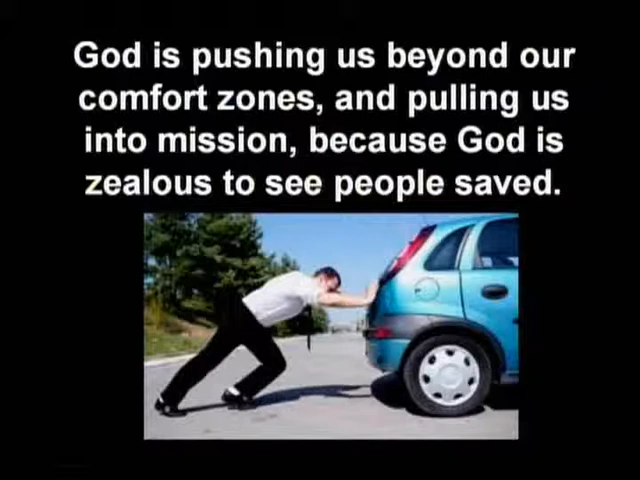 God is pushing us beyond our
comfort zones, and pulling us
into mission, because God is
zealous to see people saved.